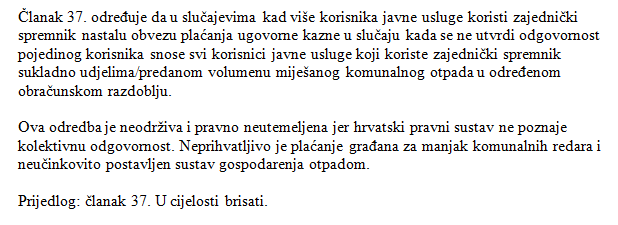 Članak 37. određuje da u slučajevima kad više korisnika javne usluge koristi zajednički
spremnik nastalu obvezu plaćanja ugovorne kazne u slučaju kada se ne utvrdi odgovornost
pojedinog korisnika snose svi korisnici javne usluge koji koriste zajednički spremnik
sukladno udjelima/predanom volumenu miješanog komunalnog otpada u određenom
obračunskom razdoblju.
Ova odredba je neodrživa i pravno neutemeljena jer hrvatski pravni sustav ne poznaje
kolektivnu odgovornost. Neprihvatljivo je plaćanje građana za manjak komunalnih redara i
neučinkovito postavljen sustav gospodarenja otpadom.
Prijedlog: članak 37. U cijelosti brisati.